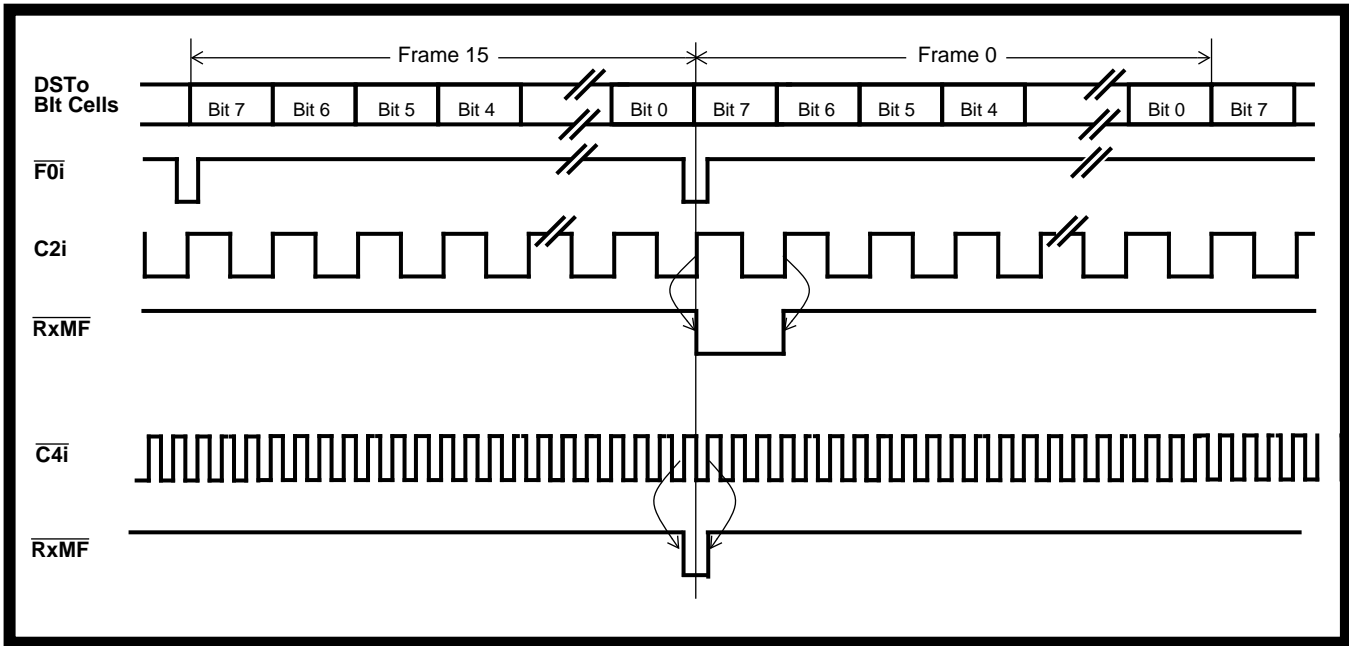 Frame 15 Frame 0
DSTo
BIt Cells
Bit 7 Bit 6 Bit 5 Bit 4 Bit 0 Bit 7 Bit 6 Bit 5 Bit 4 Bit 0 Bit 7
F0i
C2i
RxMF
C4i
RxMF